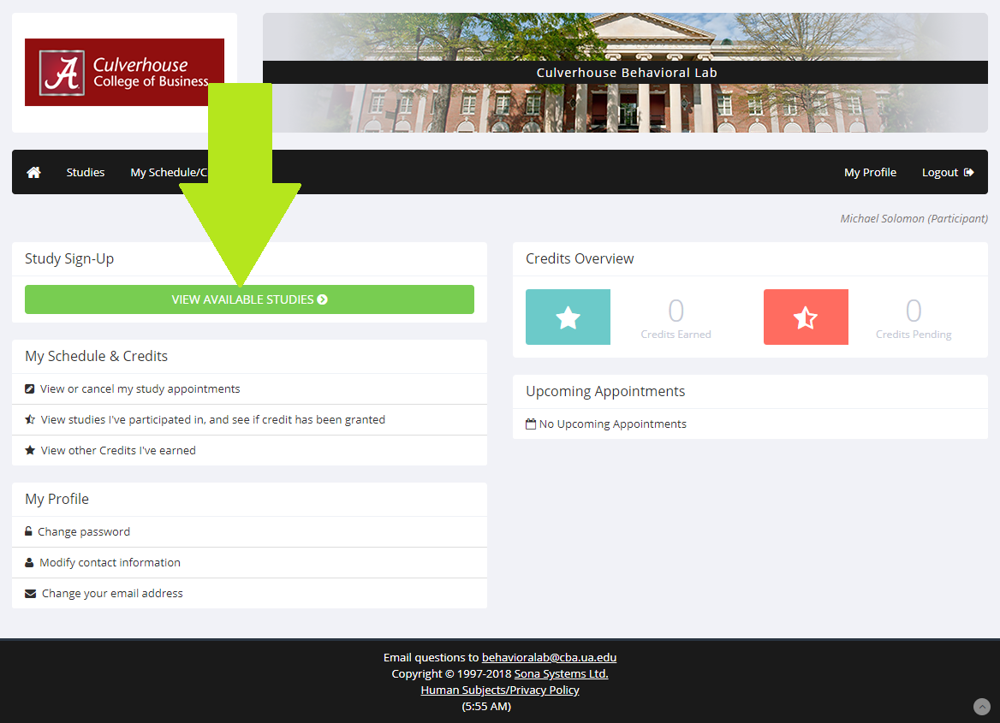 Culverhouse
College of Business
Culverhouse Behavioral Lab
Studies
My Schedule/C
My Profile
Logout
Michael Solomon (Participant)
Study Sign-Up
VIEW AVAILABLE STUDIES
My Schedule & Credits
View or cancel my study appointments
View studies I've participated in, and see if credit has been granted
View other Credits I've earned
My Profile
Change password
Modify contact information
Change your email address
Credits Overview
0
Credits Earned
0
Credits Pending
Upcoming Appointments
No Upcoming Appointments
Email questions to behavioralab@cba.ua.edu
Copyright © 1997-2018 Sona Systems Ltd.
Human Subjects/Privacy Policy
(5:55 AM)